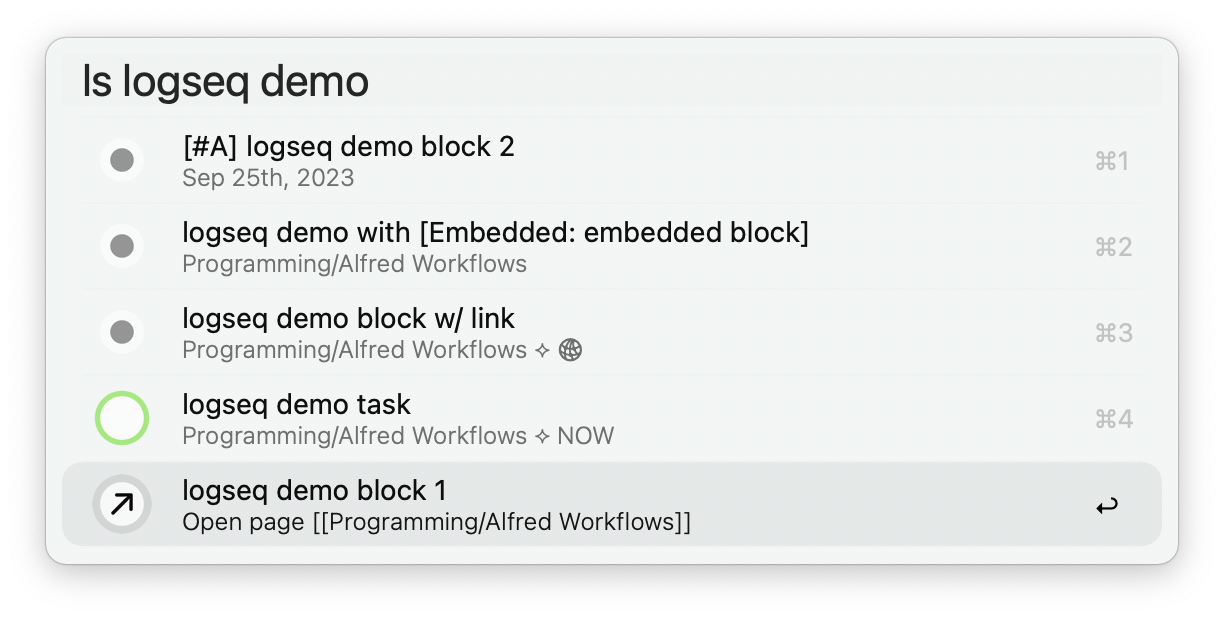 ls logseq demo
[#A] logseq demo block 2
Sep 25th, 2023
⌘1
logseq demo with [Embedded: embedded block]
Programming/Alfred Workflows
⌘2
logseq demo block w/ link
Programming/Alfred Workflows ✧
⌘3
logseq demo task
Programming/Alfred Workflows ✧ NOW
⌘4
logseq demo block 1
Open page [[Programming/Alfred Workflows]]